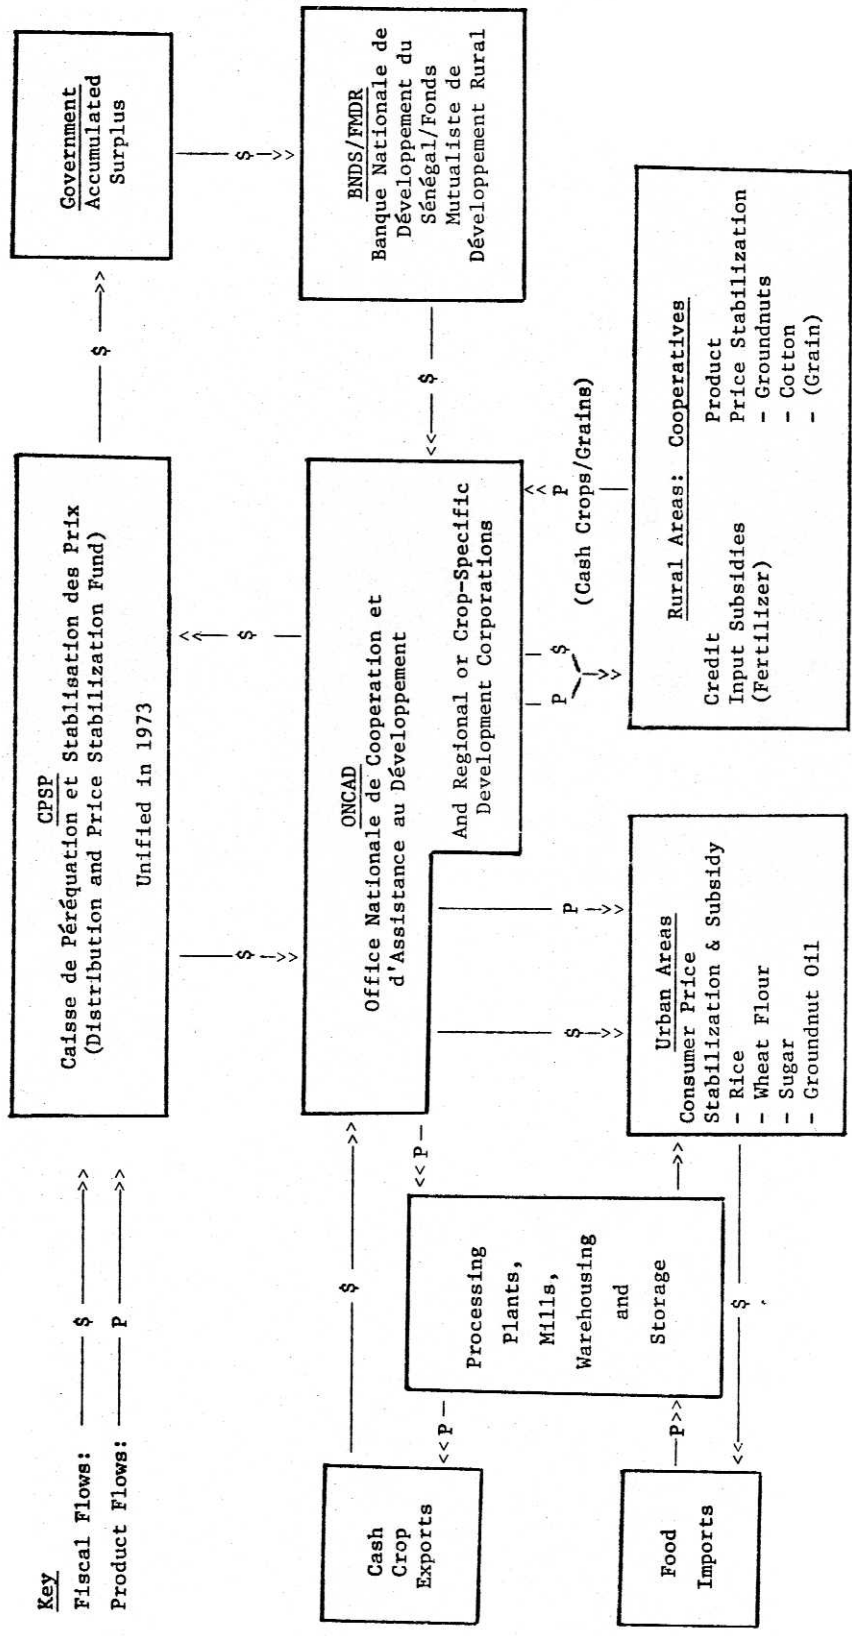 Key
Fiscal Flows: ——— $ ———>>
Product Flows: ——— P ———>>
CPSP
Caisse de Péréquation et Stablisation des Prix
(Distribution and Price Stabilization Fund)
Unified in 1973
——— $ —>>
Government
Accumulated
Surplus
—— $ —>>
<<—— $ —
—— $ —>>
BNDS/FMDR
Banque Nationale de
Développement du
Sénégal/Fonds
Mutualiste de
Développement Rural
<<— $ ———
ONCAD
Office Nationale de Cooperation et
d'Assistance au Développement
And Regional or Crop-Specific
Development Corporations
——— $ ———>>
<< P —
Cash
Crop
Exports
<< P —
Processing
Plants,
Mills,
Warehousing
and
Storage
—>>
Food
Imports
— P>>
<<——— $ ———
——— $ —>>
——— P —>>
P $
—>>
<< P —
(Cash Crops/Grains)
Urban Areas
Consumer Price
Stabilization & Subsidy
- Rice
- Wheat Flour
- Sugar
- Groundnut Oil
Rural Areas: Cooperatives
Credit
Input Subsidies
(Fertilizer)
Product
Price Stabilization
- Groundnuts
- Cotton
- (Grain)